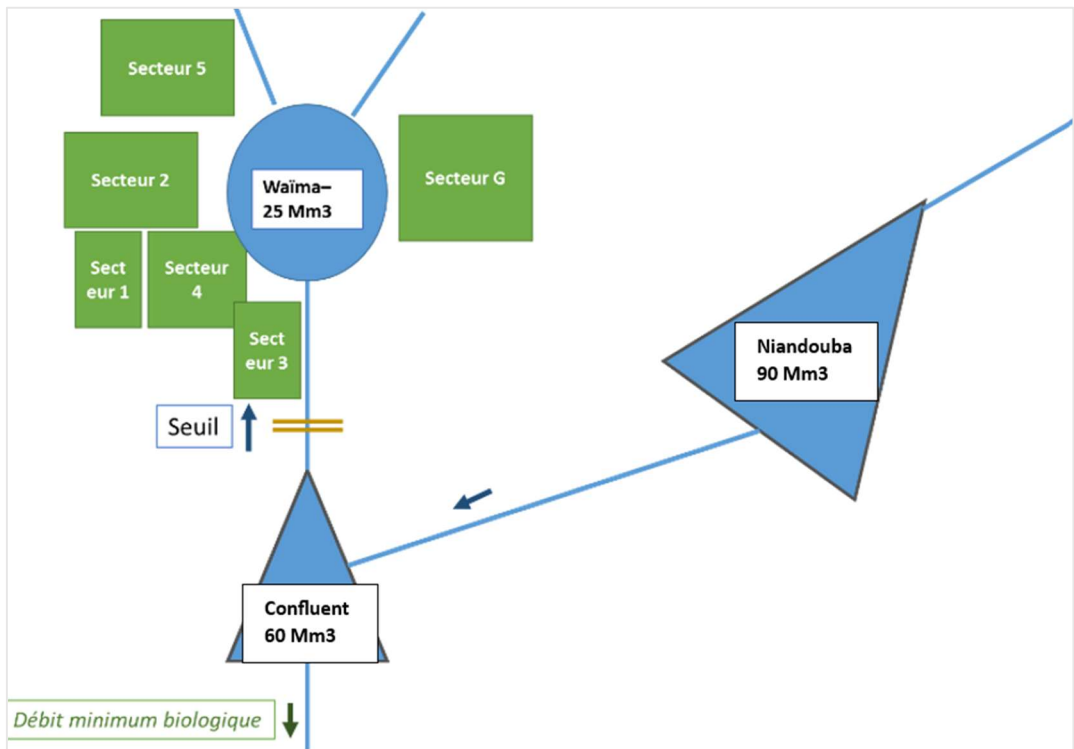 Secteur 5
Secteur 2
Secteur G
Waïma–
25 Mm3
Sect
eur 1
Secteur
4
Sect
eur 3
Niandouba
90 Mm3
Seuil
Confluent
60 Mm3
Débit minimum biologique